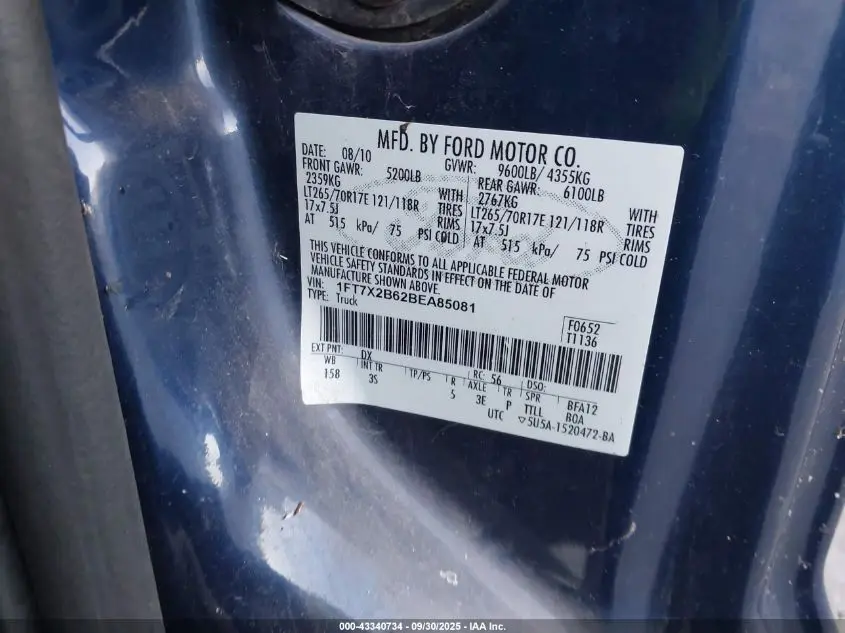 MFD. BY FORD MOTOR CO.
DATE: 08/10 GVWR: 9600LB/ 4355KG
FRONT GAWR: 5200LB REAR GAWR: 6100LB
2359KG WITH 2767KG WITH
LT265/70R17E 121/118R TIRES LT265/70R17E 121/118R TIRES
17x7.5J RIMS 17x7.5J RIMS
AT 515 kPa/ 75 PSI COLD AT 515 kPa/ 75 PSI COLD
THIS VEHICLE CONFORMS TO ALL APPLICABLE FEDERAL MOTOR
VEHICLE SAFETY STANDARDS IN EFFECT ON THE DATE OF
MANUFACTURE SHOWN ABOVE.
VIN: 1FT7X2B62BEA85081
TYPE: Truck
F0652
T1136
EXT PNT: DX RC: 56 DSO:
WB INT TR TP/PS R AXLE TR SPR BFA12
158 3S 5 3E P TTLL BOA
UTC ▽5U5A-1520472-BA
000-43340734 - 09/30/2025 - IAA Inc.